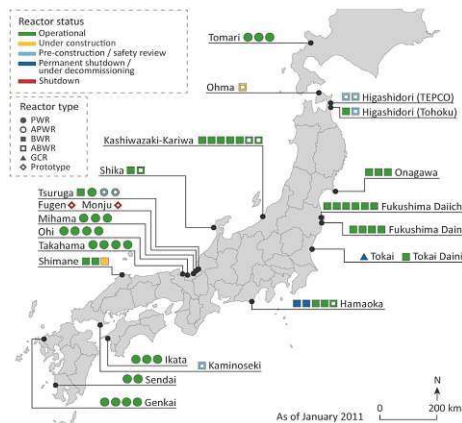 Reactor status
Operational
Under construction
Pre-construction / safety review
Permanent shutdown /
under decommissioning
Shutdown
Reactor type
PWR
APWR
BWR
ABWR
GCR
Prototype
Tomari
Ohma
Higashidori (TEPCO)
Higashidori (Tohoku)
Kashiwazaki-Kariwa
Shika
Onagawa
Tsuruga
Fugen Monju
Mihama
Ohi
Takahama
Shimane
Fukushima Daiich
Fukushima Dain
Tokai Tokai Daini
Hamaoka
Ikata
Kaminoseki
Sendai
Genkai
N
As of January 2011
0 200 km